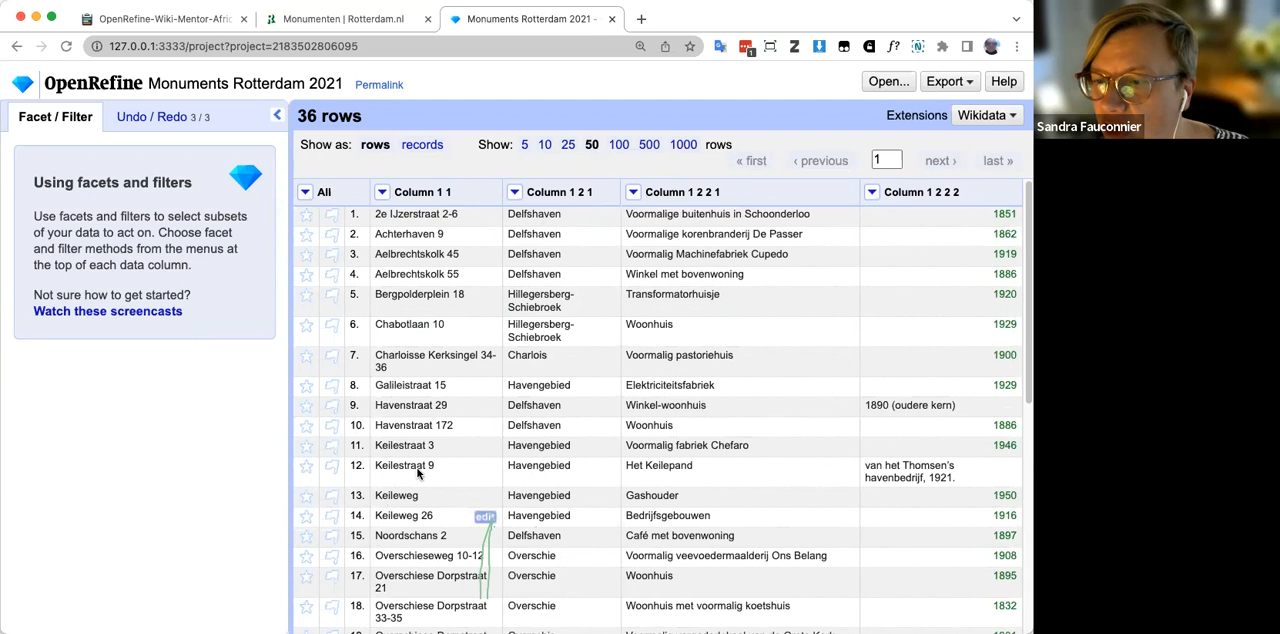 OpenRefine-Wiki-Mentor-Afric
Monumenten | Rotterdam.nl
Monuments Rotterdam 2021 -
127.0.0.1:3333/project?project=2183502806095
OpenRefine Monuments Rotterdam 2021 Permalink
Open... Export Help
Facet / Filter Undo / Redo 3 / 3
36 rows
Extensions Wikidata
Show as: rows records Show: 5 10 25 50 100 500 1000 rows
« first ‹ previous 1 next › last »
Using facets and filters
Use facets and filters to select subsets
of your data to act on. Choose facet
and filter methods from the menus at
the top of each data column.
Not sure how to get started?
Watch these screencasts
All Column 1 1 Column 1 2 1 Column 1 2 2 1 Column 1 2 2 2
1. 2e IJzerstraat 2-6 Delfshaven Voormalige buitenhuis in Schoonderloo 1851
2. Achterhaven 9 Delfshaven Voormalige korenbranderij De Passer 1862
3. Aelbrechtskolk 45 Delfshaven Voormalig Machinefabriek Cupedo 1919
4. Aelbrechtskolk 55 Delfshaven Winkel met bovenwoning 1886
5. Bergpolderplein 18 Hillegersberg- Transformatorhuisje 1920
Schiebroek
6. Chabotlaan 10 Hillegersberg- Woonhuis 1929
Schiebroek
7. Charloisse Kerksingel 34- Charlois Voormalig pastoriehuis 1900
36
8. Galileistraat 15 Havengebied Elektriciteitsfabriek 1929
9. Havenstraat 29 Delfshaven Winkel-woonhuis 1890 (oudere kern)
10. Havenstraat 172 Delfshaven Woonhuis 1886
11. Keilestraat 3 Havengebied Voormalig fabriek Chefaro 1946
12. Keilestraat 9 Havengebied Het Keilepand van het Thomsen's
havenbedrijf, 1921.
13. Keileweg Havengebied Gashouder 1950
14. Keileweg 26 edit Havengebied Bedrijfsgebouwen 1916
15. Noordschans 2 Delfshaven Café met bovenwoning 1897
16. Overschieseweg 10-12 Overschie Voormalig veevoedermaalderij Ons Belang 1908
17. Overschiese Dorpstraat Overschie Woonhuis 1895
21
18. Overschiese Dorpstraat Overschie Woonhuis met voormalig koetshuis 1832
33-35
Sandra Fauconnier